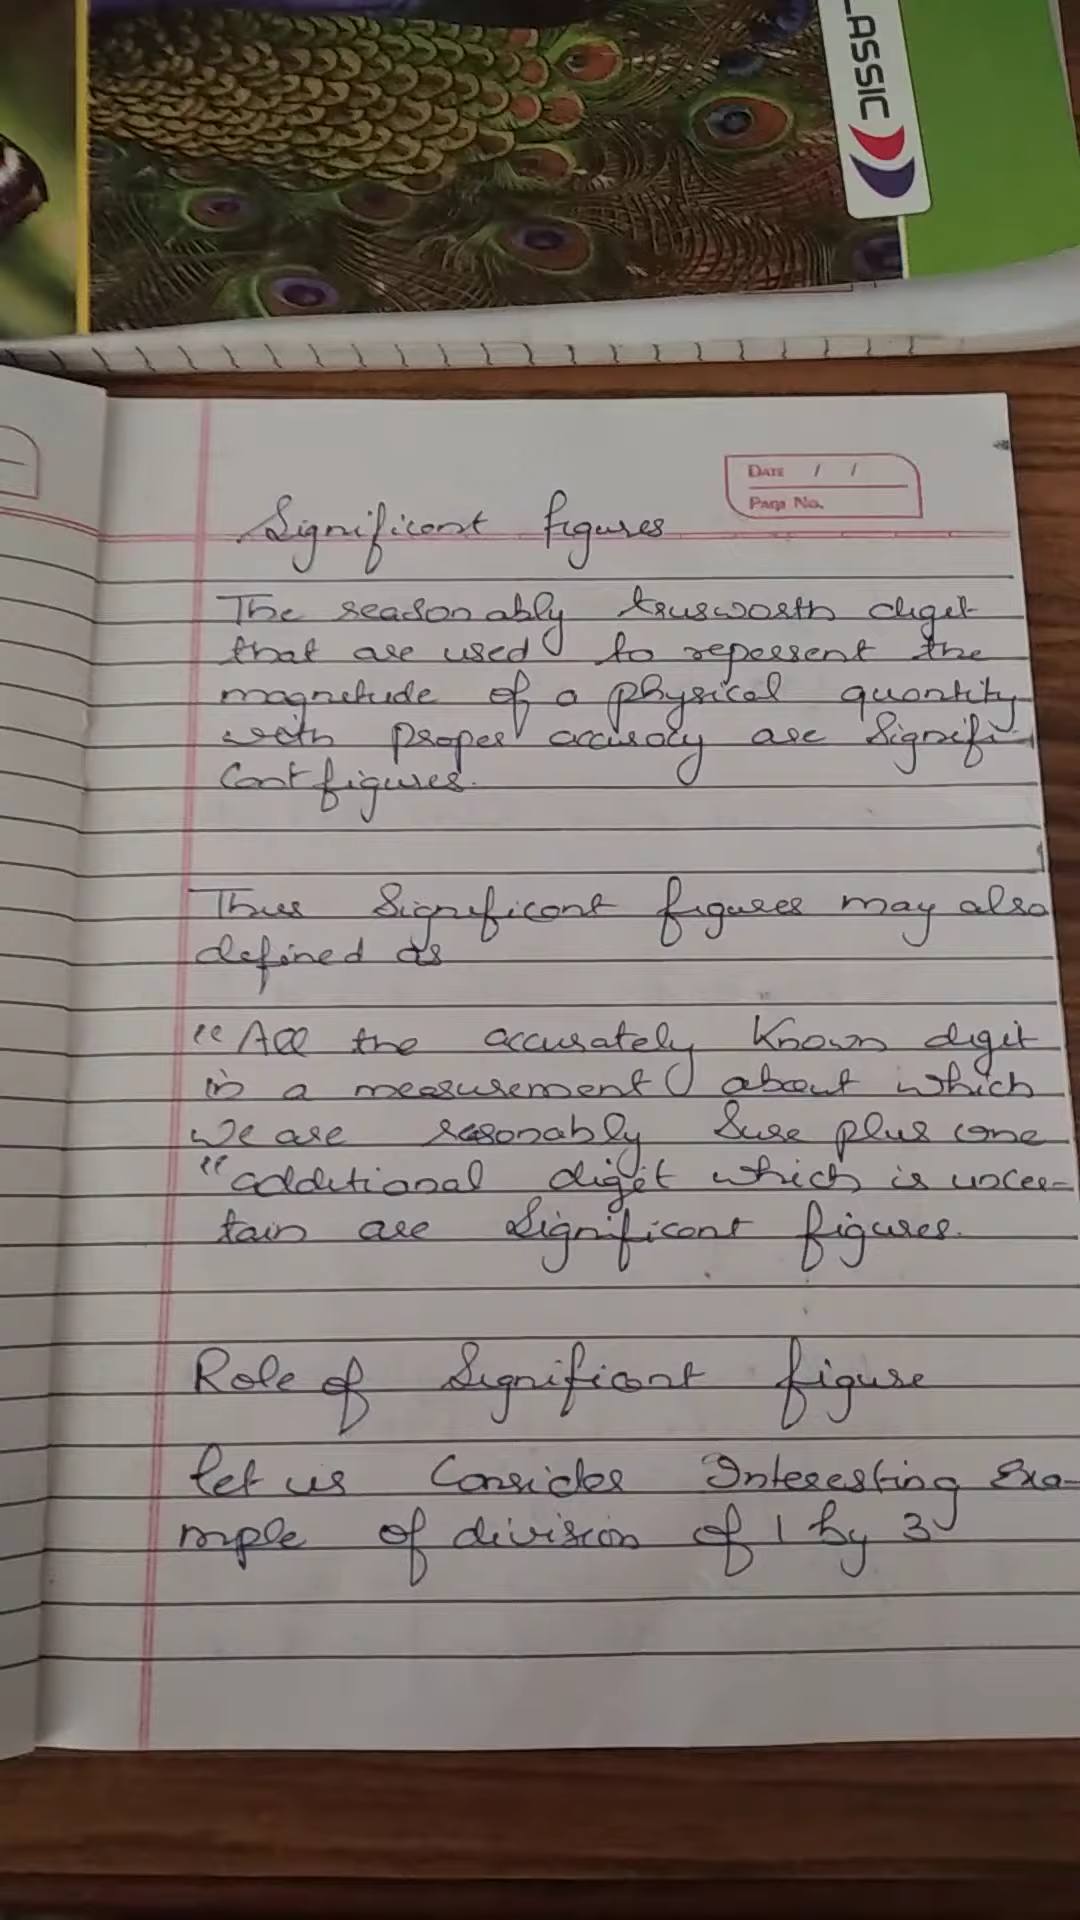 LASSIC
DATE / /
Page No.
Significant figures
The reasonably trusworth digit
that are used to repersent the
magnitude of a physical quantity
with proper accuracy are Signifi-
cant figures.
Thus Significant figures may also
defined as
"All the accurately Known digit
in a measurement about which
we are resonably Sure plus one
"additional digit which is uncer-
tain are Significant figures.
Role of Significant figure
let us Consider Interesting Exa-
mple of division of 1 by 3